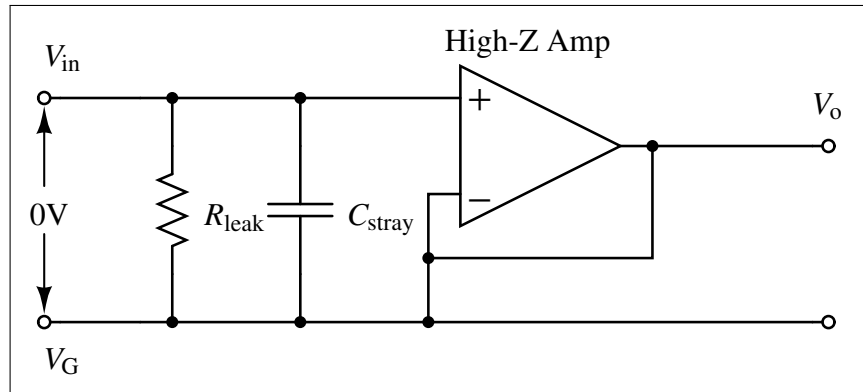 High-Z Amp
V_in
V_o
+
−
0V
R_leak
C_stray
V_G